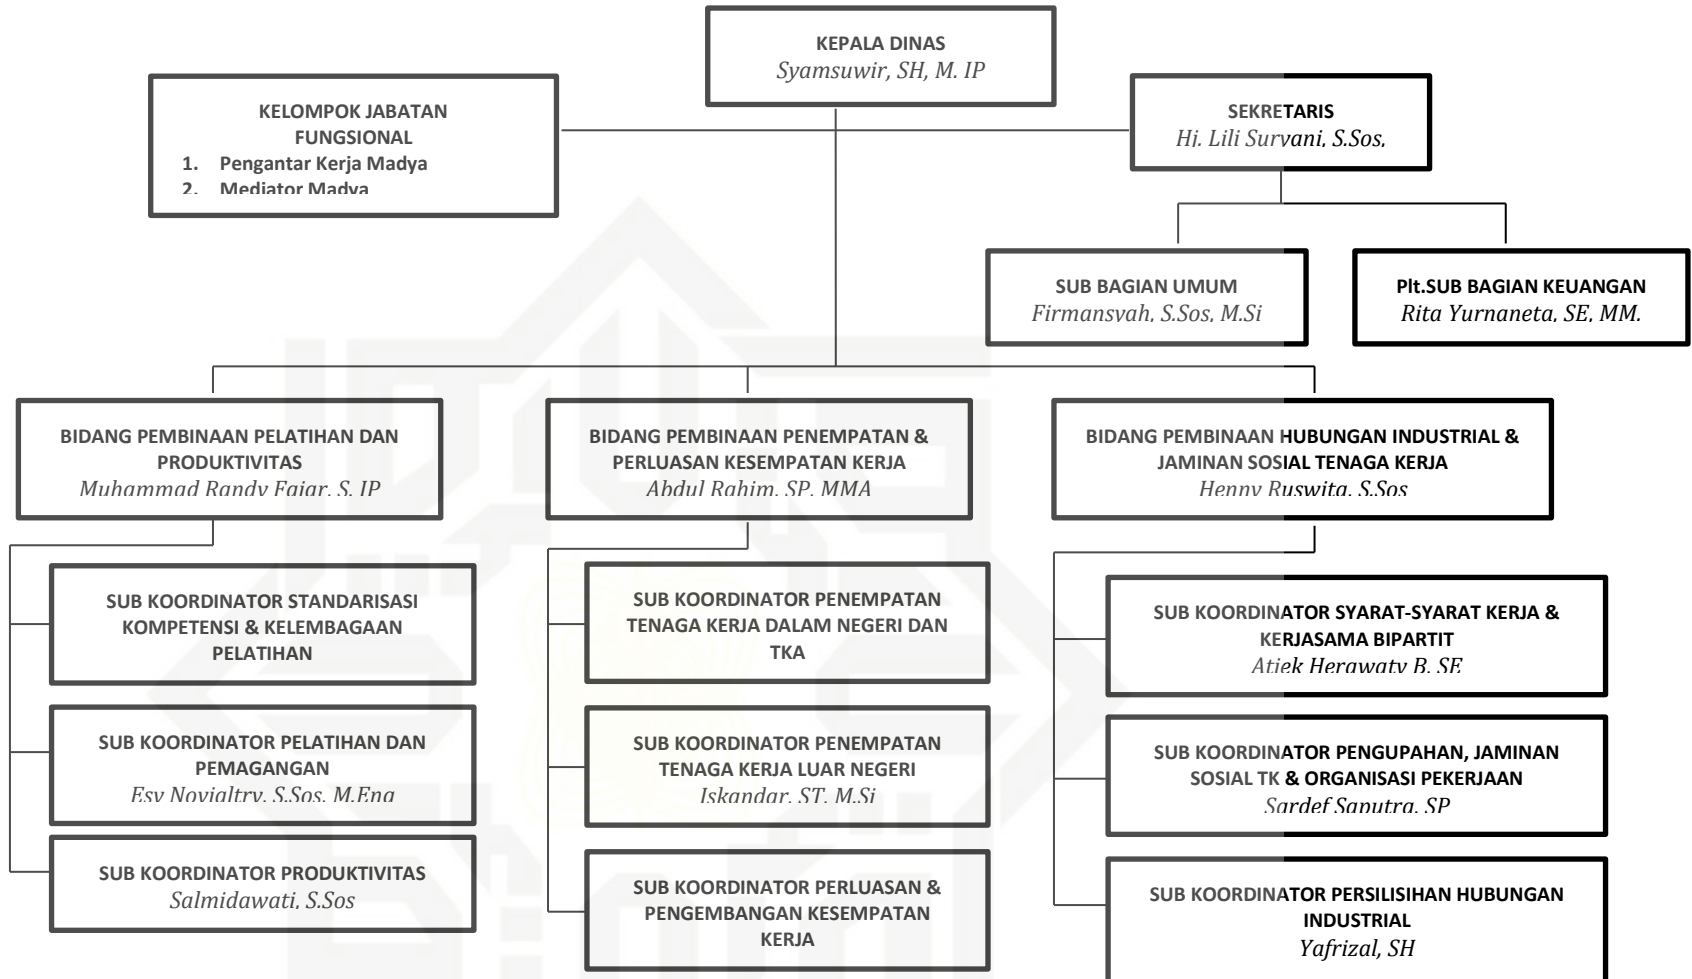 KEPALA DINAS
Syamsuwir, SH, M. IP
KELOMPOK JABATAN
FUNGSIONAL
1. Pengantar Kerja Madya
2. Mediator Madya
SEKRETARIS
Hj. Lili Suryani, S.Sos,
SUB BAGIAN UMUM
Firmansyah, S.Sos, M.Si
Plt.SUB BAGIAN KEUANGAN
Rita Yurnaneta, SE, MM.
BIDANG PEMBINAAN PELATIHAN DAN
PRODUKTIVITAS
Muhammad Randy Fajar, S. IP
BIDANG PEMBINAAN PENEMPATAN &
PERLUASAN KESEMPATAN KERJA
Abdul Rahim, SP, MMA
BIDANG PEMBINAAN HUBUNGAN INDUSTRIAL &
JAMINAN SOSIAL TENAGA KERJA
Henny Ruswita, S.Sos
SUB KOORDINATOR STANDARISASI
KOMPETENSI & KELEMBAGAAN
PELATIHAN
SUB KOORDINATOR PELATIHAN DAN
PEMAGANGAN
Esy Novialtry, S.Sos, M.Eng
SUB KOORDINATOR PRODUKTIVITAS
Salmidawati, S.Sos
SUB KOORDINATOR PENEMPATAN
TENAGA KERJA DALAM NEGERI DAN
TKA
SUB KOORDINATOR PENEMPATAN
TENAGA KERJA LUAR NEGERI
Iskandar, ST, M.Si
SUB KOORDINATOR PERLUASAN &
PENGEMBANGAN KESEMPATAN
KERJA
SUB KOORDINATOR SYARAT-SYARAT KERJA &
KERJASAMA BIPARTIT
Atiek Herawaty B, SE
SUB KOORDINATOR PENGUPAHAN, JAMINAN
SOSIAL TK & ORGANISASI PEKERJAAN
Sardef Saputra, SP
SUB KOORDINATOR PERSILISIHAN HUBUNGAN
INDUSTRIAL
Yafrizal, SH